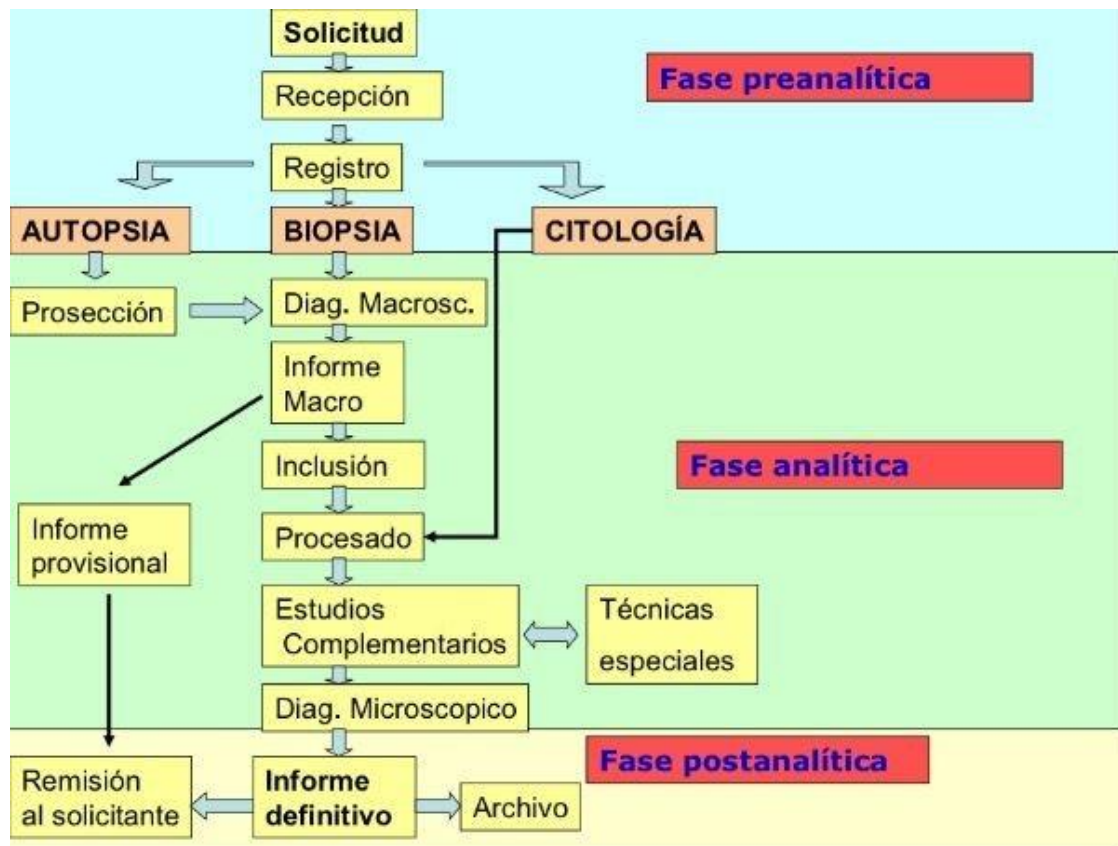 Solicitud
Fase preanalítica
Recepción
Registro
AUTOPSIA
BIOPSIA
CITOLOGÍA
Prosección
Diag. Macrosc.
Informe
Macro
Inclusión
Fase analítica
Informe
provisional
Procesado
Estudios
Complementarios
Técnicas
especiales
Diag. Microscopico
Fase postanalítica
Remisión
al solicitante
Informe
definitivo
Archivo